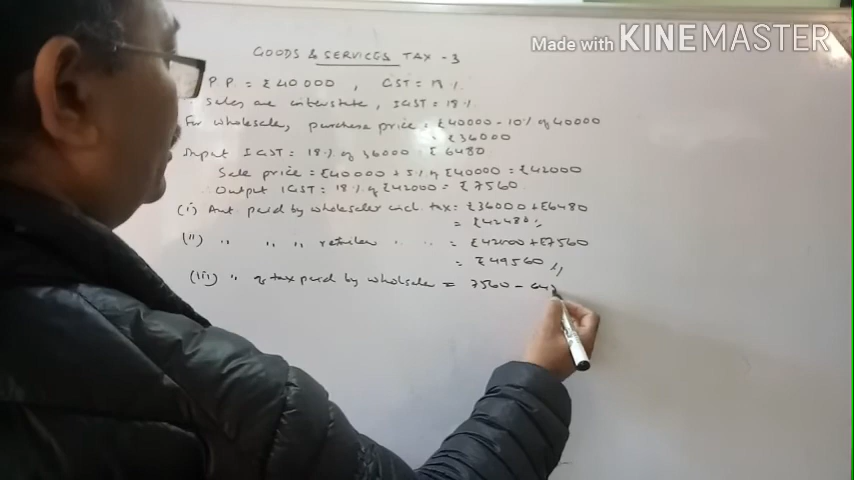 Made with KINEMASTER
GOODS & SERVICES TAX - 3
P.P = ₹40000 , GST = 18%
Sales are interstate, IGST = 18%.
For wholesaler, purchase price = ₹40000 - 10% of 40000
= ₹36000
Input IGST = 18% of 36000 = ₹6480
Sale price = ₹40000 + 5% of ₹40000 = ₹42000
∴ Output IGST = 18% of ₹42000 = ₹7560
(i) Amt. paid by wholesaler incl. tax = ₹36000 + ₹6480
= ₹42480
(ii) " " " retailer " " = ₹42000 + ₹7560
= ₹49560
(iii) " of tax paid by wholesaler = 7560 - 64